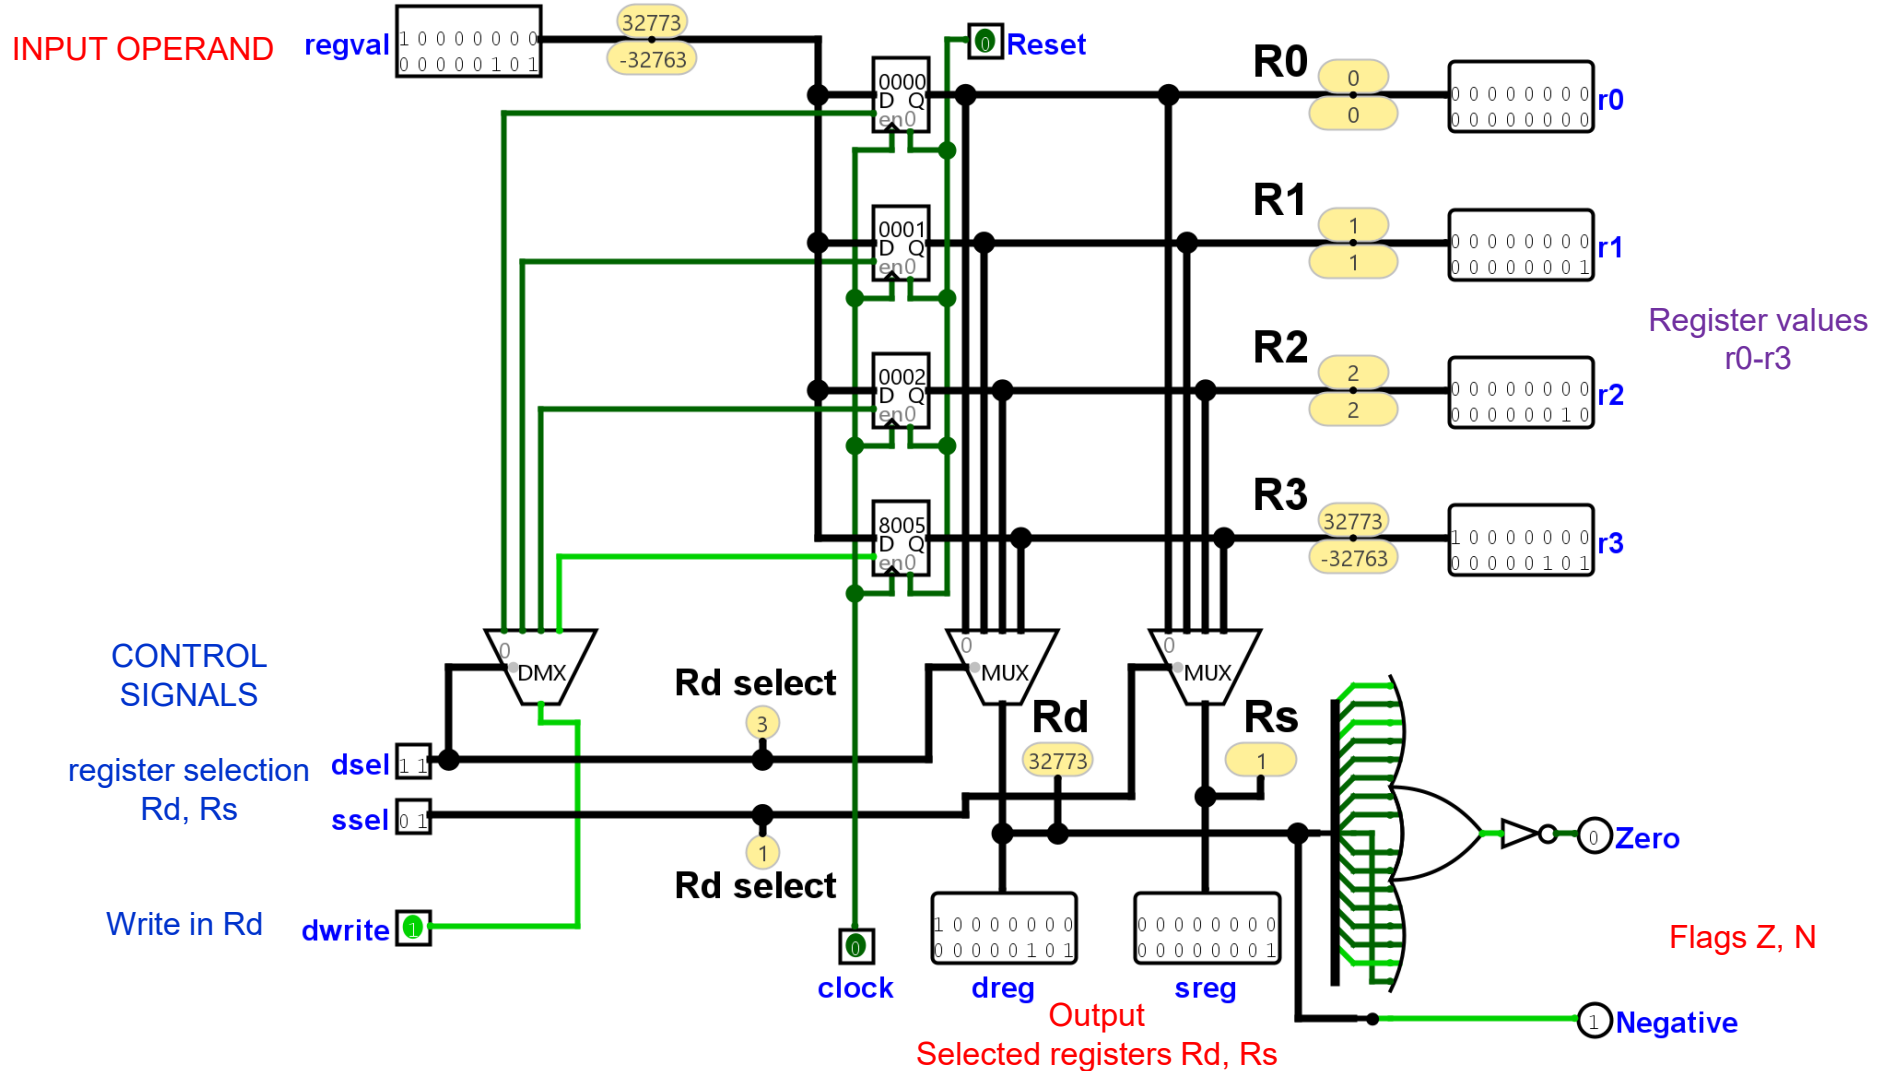 INPUT OPERAND
regval
1 0 0 0 0 0 0 0
0 0 0 0 0 1 0 1
32773
-32763
0
Reset
0000
D Q
en 0
R0
0
0
0 0 0 0 0 0 0 0
0 0 0 0 0 0 0 0
r0
0001
D Q
en 0
R1
1
1
0 0 0 0 0 0 0 0
0 0 0 0 0 0 0 1
r1
Register values
r0-r3
0002
D Q
en 0
R2
2
2
0 0 0 0 0 0 0 0
0 0 0 0 0 0 1 0
r2
8005
D Q
en 0
R3
32773
-32763
1 0 0 0 0 0 0 0
0 0 0 0 0 1 0 1
r3
CONTROL
SIGNALS
0
DMX
0
MUX
0
MUX
Rd select
3
Rd
32773
Rs
1
register selection
Rd, Rs
dsel
1 1
ssel
0 1
1
Rd select
0
Zero
Write in Rd
dwrite
1
0
clock
1 0 0 0 0 0 0 0
0 0 0 0 0 1 0 1
dreg
0 0 0 0 0 0 0 0
0 0 0 0 0 0 0 1
sreg
Flags Z, N
1
Negative
Output
Selected registers Rd, Rs